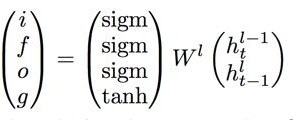 i
f
o
g
=
sigm
sigm
sigm
tanh
W^l
h_t^{l-1}
h_{t-1}^l